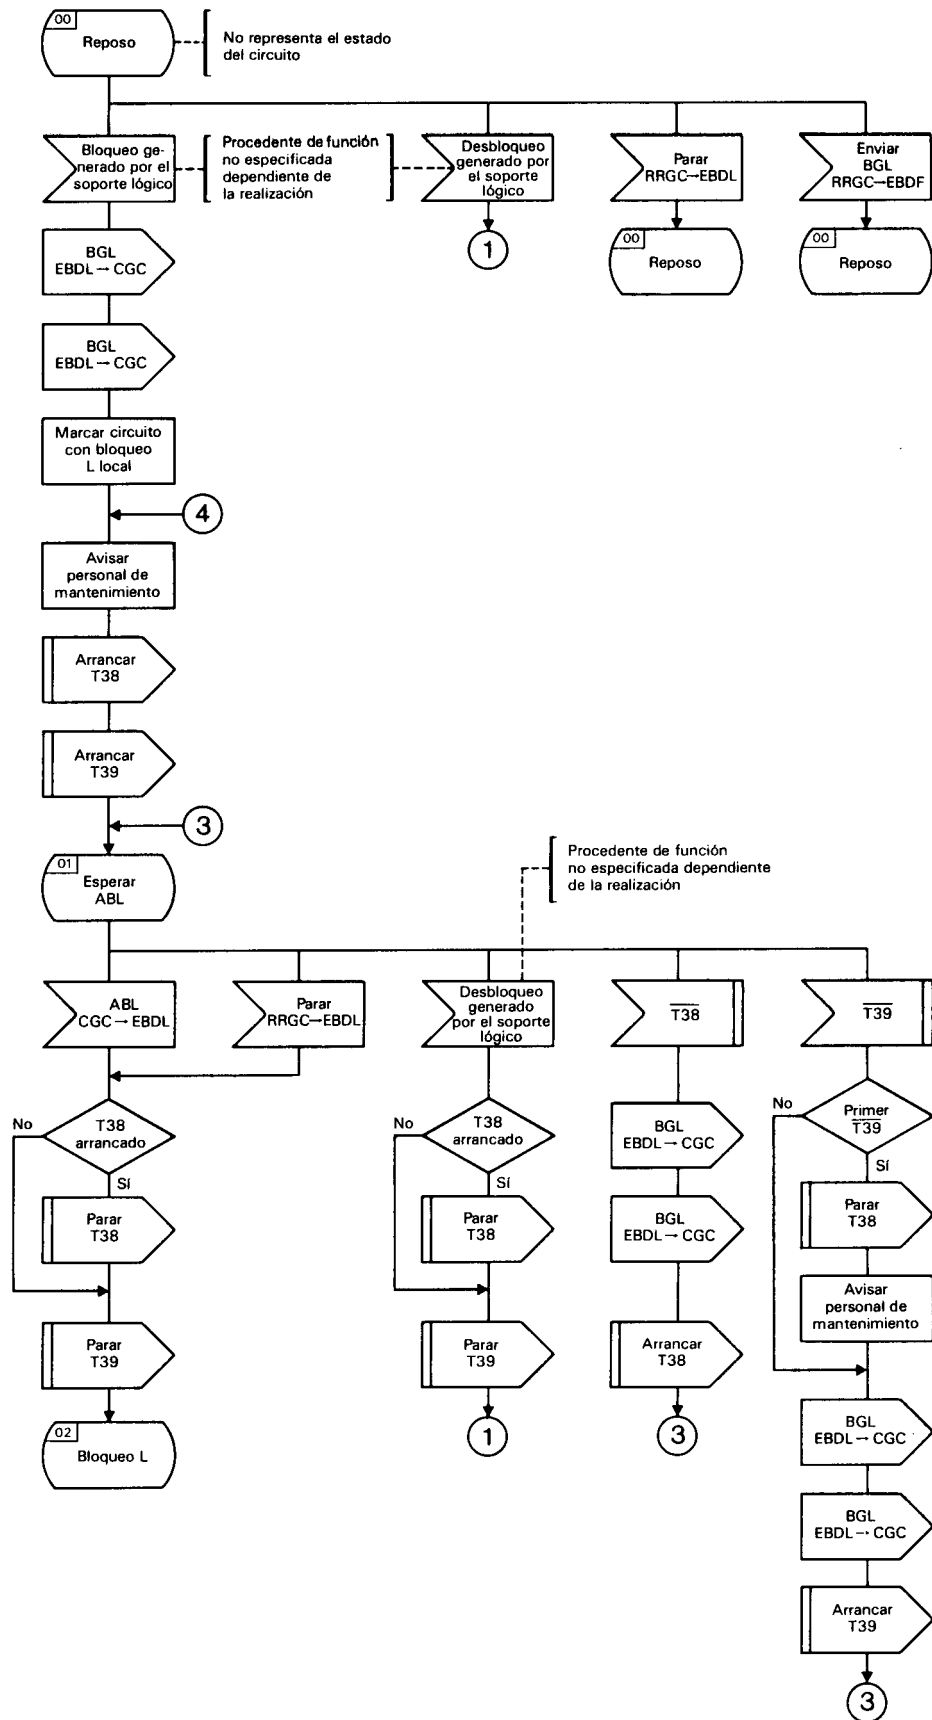 00
Reposo
No representa el estado
del circuito
Bloqueo ge-
nerado por el
soporte lógico
Procedente de función
no especificada
dependiente de
la realización
Desbloqueo
generado por
el soporte
lógico
Parar
RRGC→EBDL
Enviar
BGL
RRGC→EBDF
1
00
Reposo
00
Reposo
BGL
EBDL → CGC
BGL
EBDL → CGC
Marcar circuito
con bloqueo
L local
4
Avisar
personal de
mantenimiento
Arrancar
T38
Arrancar
T39
3
01
Esperar
ABL
Procedente de función
no especificada dependiente
de la realización
ABL
CGC → EBDL
Parar
RRGC→EBDL
Desbloqueo
generado
por el soporte
lógico
T38
T39
No
T38
arrancado
Sí
Parar
T38
Parar
T39
02
Bloqueo L
No
T38
arrancado
Sí
Parar
T38
Parar
T39
1
BGL
EBDL → CGC
BGL
EBDL → CGC
Arrancar
T38
3
No
Primer
T39
Sí
Parar
T38
Avisar
personal de
mantenimiento
BGL
EBDL → CGC
BGL
EBDL → CGC
Arrancar
T39
3